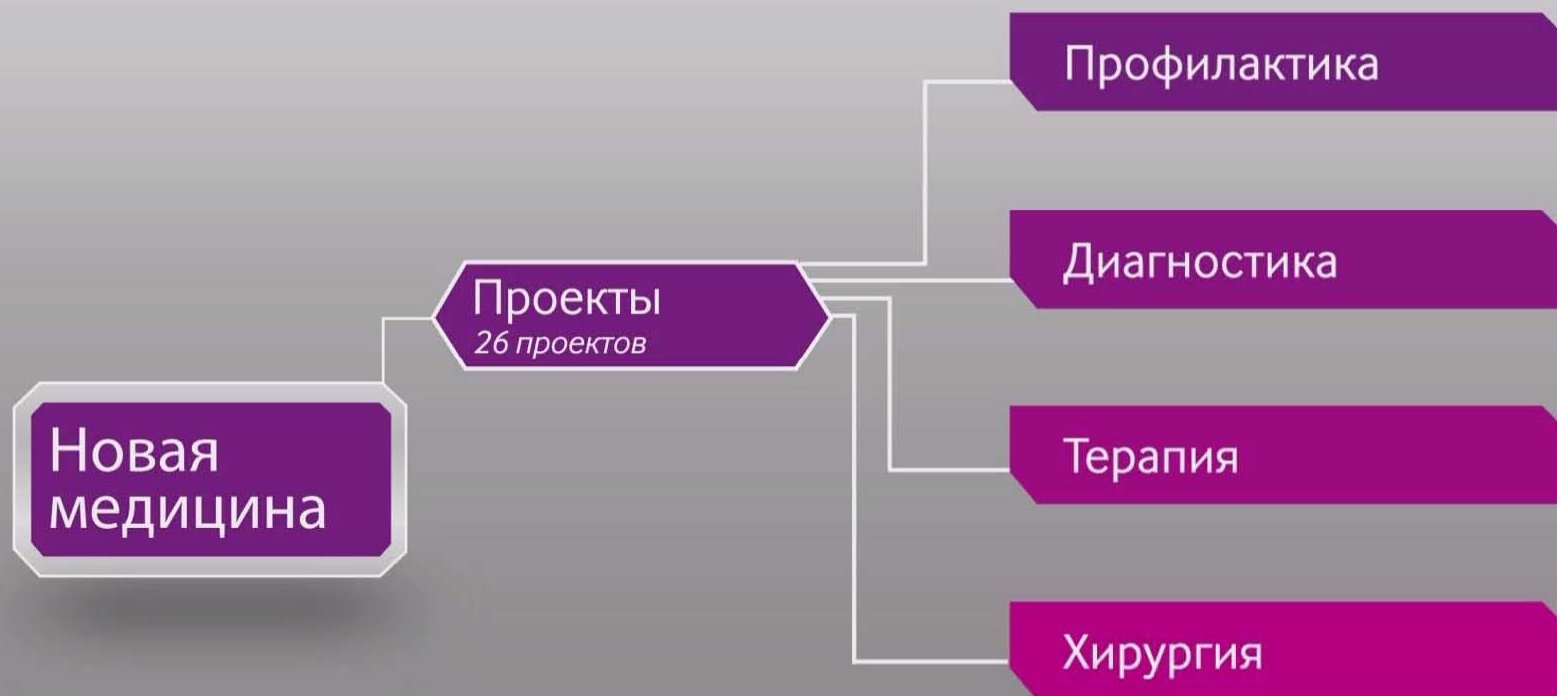 Новая
медицина
Проекты
26 проектов
Профилактика
Диагностика
Терапия
Хирургия